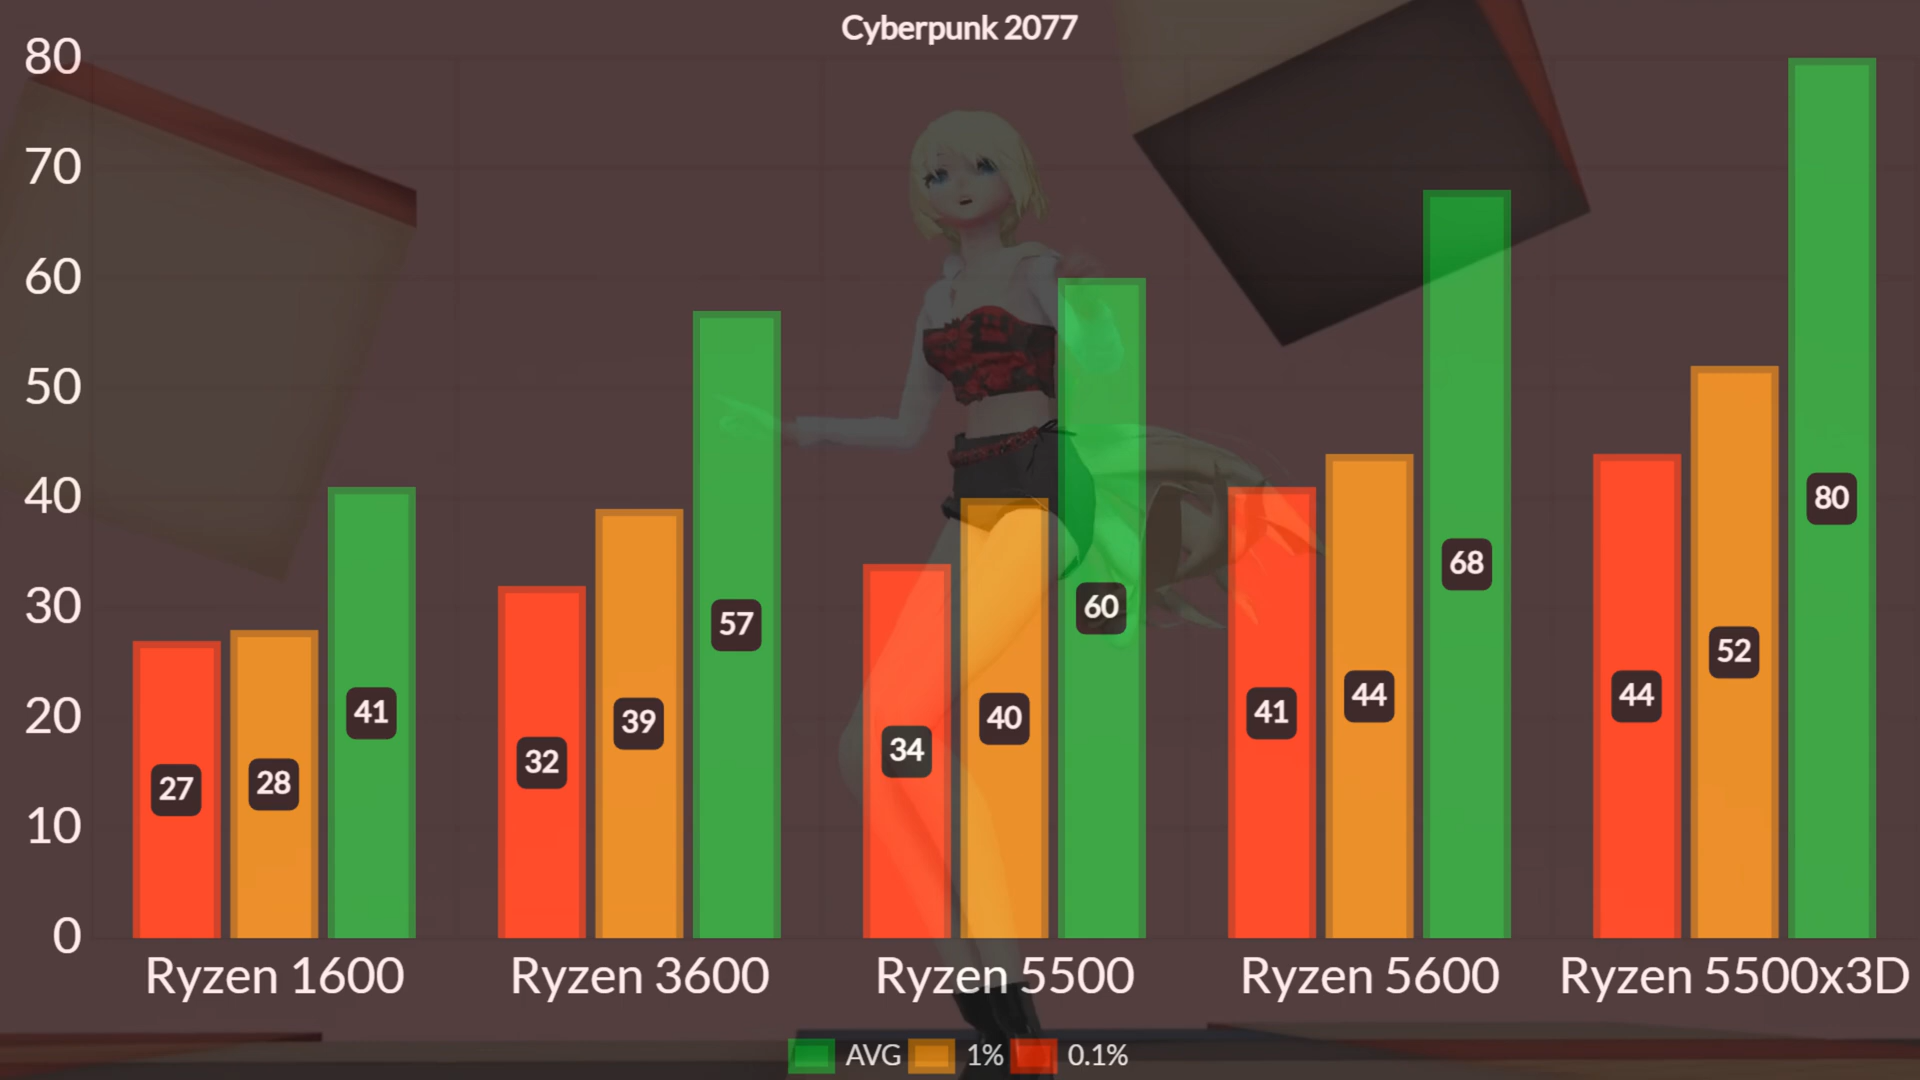 Cyberpunk 2077
80
70
60
50
40
30
20
10
0
27 28 41
32 39 57
34 40 60
41 44 68
44 52 80
Ryzen 1600 Ryzen 3600 Ryzen 5500 Ryzen 5600 Ryzen 5500x3D
AVG 1% 0.1%